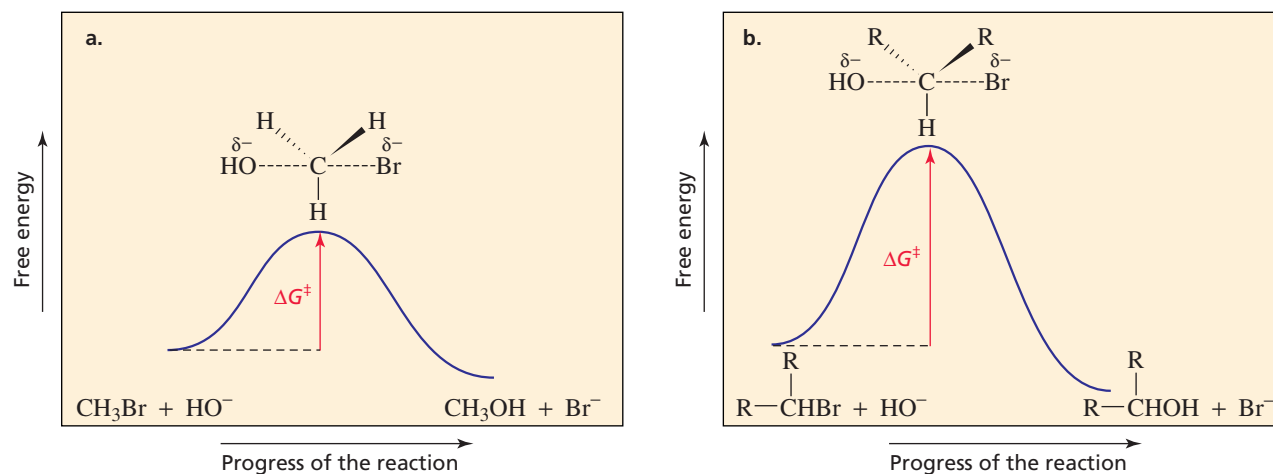 a.
H H
δ− δ−
HO------C------Br
H
Free energy
ΔG‡
CH₃Br + HO⁻ CH₃OH + Br⁻
Progress of the reaction
b.
R R
δ− δ−
HO------C------Br
H
Free energy
ΔG‡
R R
R—CHBr + HO⁻ R—CHOH + Br⁻
Progress of the reaction